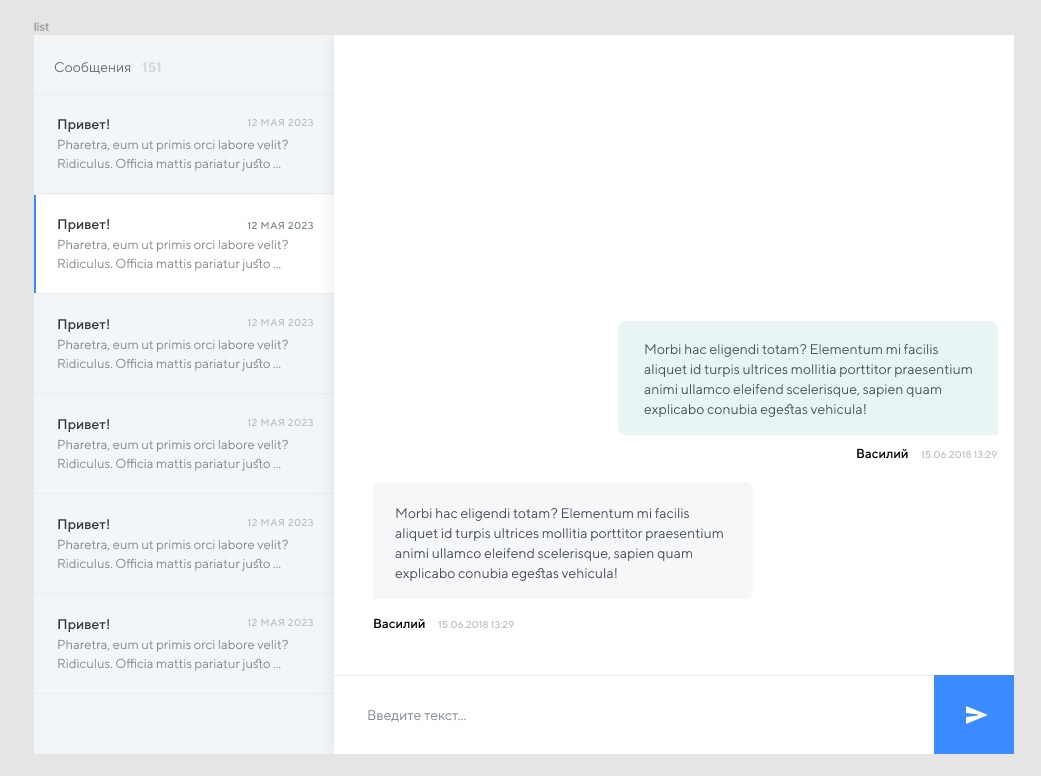 list
Сообщения 151
Привет! 12 МАЯ 2023
Pharetra, eum ut primis orci labore velit?
Ridiculus. Officia mattis pariatur justo ...
Привет! 12 МАЯ 2023
Pharetra, eum ut primis orci labore velit?
Ridiculus. Officia mattis pariatur justo ...
Привет! 12 МАЯ 2023
Pharetra, eum ut primis orci labore velit?
Ridiculus. Officia mattis pariatur justo ...
Привет! 12 МАЯ 2023
Pharetra, eum ut primis orci labore velit?
Ridiculus. Officia mattis pariatur justo ...
Привет! 12 МАЯ 2023
Pharetra, eum ut primis orci labore velit?
Ridiculus. Officia mattis pariatur justo ...
Привет! 12 МАЯ 2023
Pharetra, eum ut primis orci labore velit?
Ridiculus. Officia mattis pariatur justo ...
Morbi hac eligendi totam? Elementum mi facilis
aliquet id turpis ultrices mollitia porttitor praesentium
animi ullamco eleifend scelerisque, sapien quam
explicabo conubia egestas vehicula!
Василий 15.06.2018 13:29
Morbi hac eligendi totam? Elementum mi facilis
aliquet id turpis ultrices mollitia porttitor praesentium
animi ullamco eleifend scelerisque, sapien quam
explicabo conubia egestas vehicula!
Василий 15.06.2018 13:29
Введите текст...